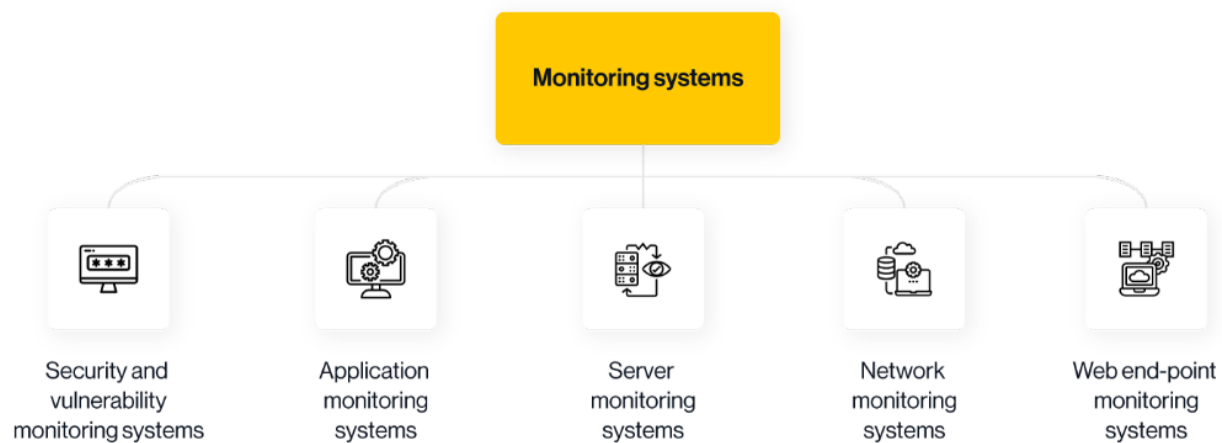 Monitoring systems
***
Security and
vulnerability
monitoring systems
Application
monitoring
systems
Server
monitoring
systems
Network
monitoring
systems
Web end-point
monitoring
systems